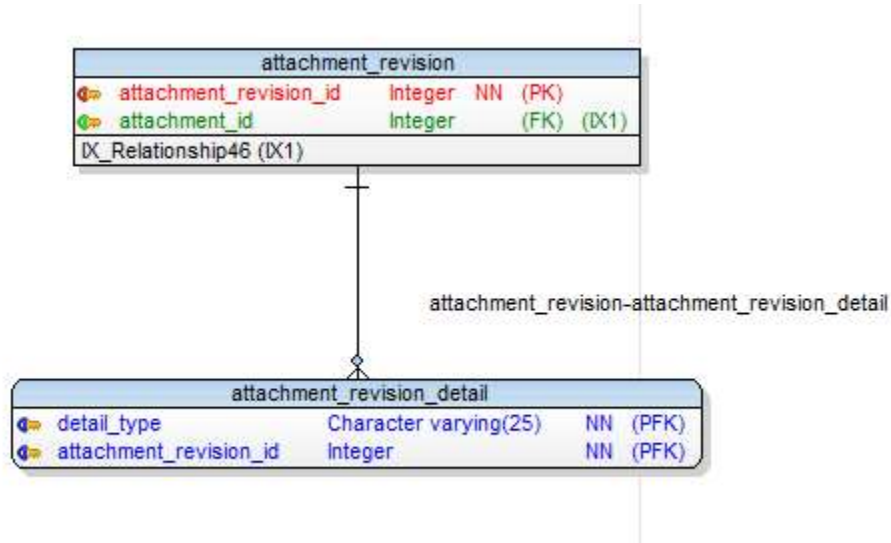 attachment_revision
attachment_revision_id Integer NN (PK)
attachment_id Integer (FK) (IX1)
IX_Relationship46 (IX1)
attachment_revision-attachment_revision_detail
attachment_revision_detail
detail_type Character varying(25) NN (PFK)
attachment_revision_id Integer NN (PFK)